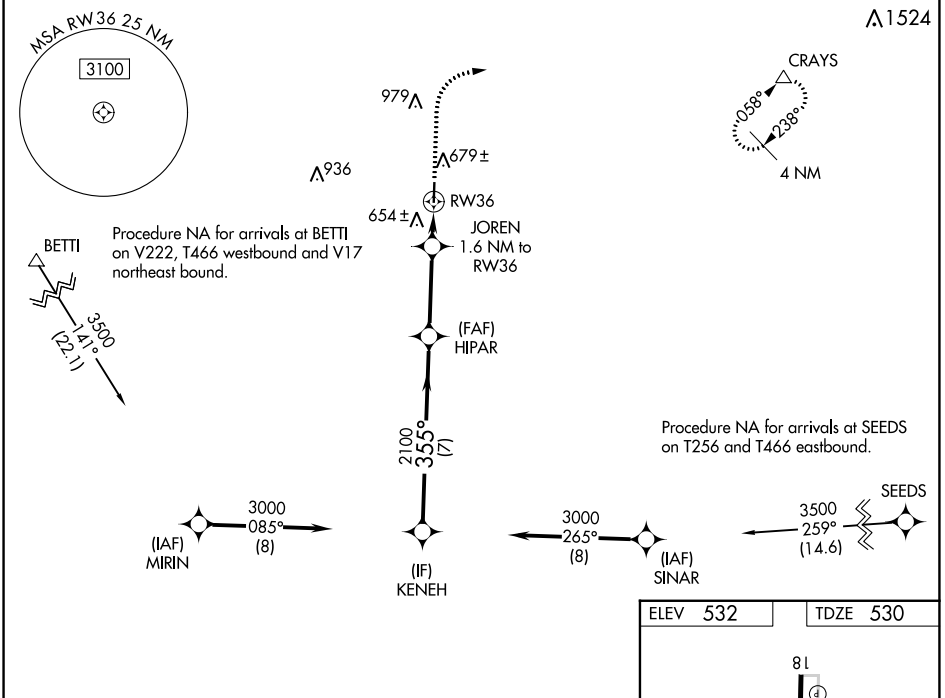 MSA RW36 25 NM
3100
1524
CRAYS
058°
238°
4 NM
979
936
679±
RW36
654±
JOREN
1.6 NM to
RW36
BETTI
Procedure NA for arrivals at BETTI
on V222, T466 westbound and V17
northeast bound.
3500
141°
(22.1)
(FAF)
HIPAR
2100
355°
(7)
Procedure NA for arrivals at SEEDS
on T256 and T466 eastbound.
(IAF)
MIRIN
3000
085°
(8)
(IF)
KENEH
3000
265°
(8)
(IAF)
SINAR
3500
259°
(14.6)
SEEDS
ELEV 532
TDZE 530
18
P